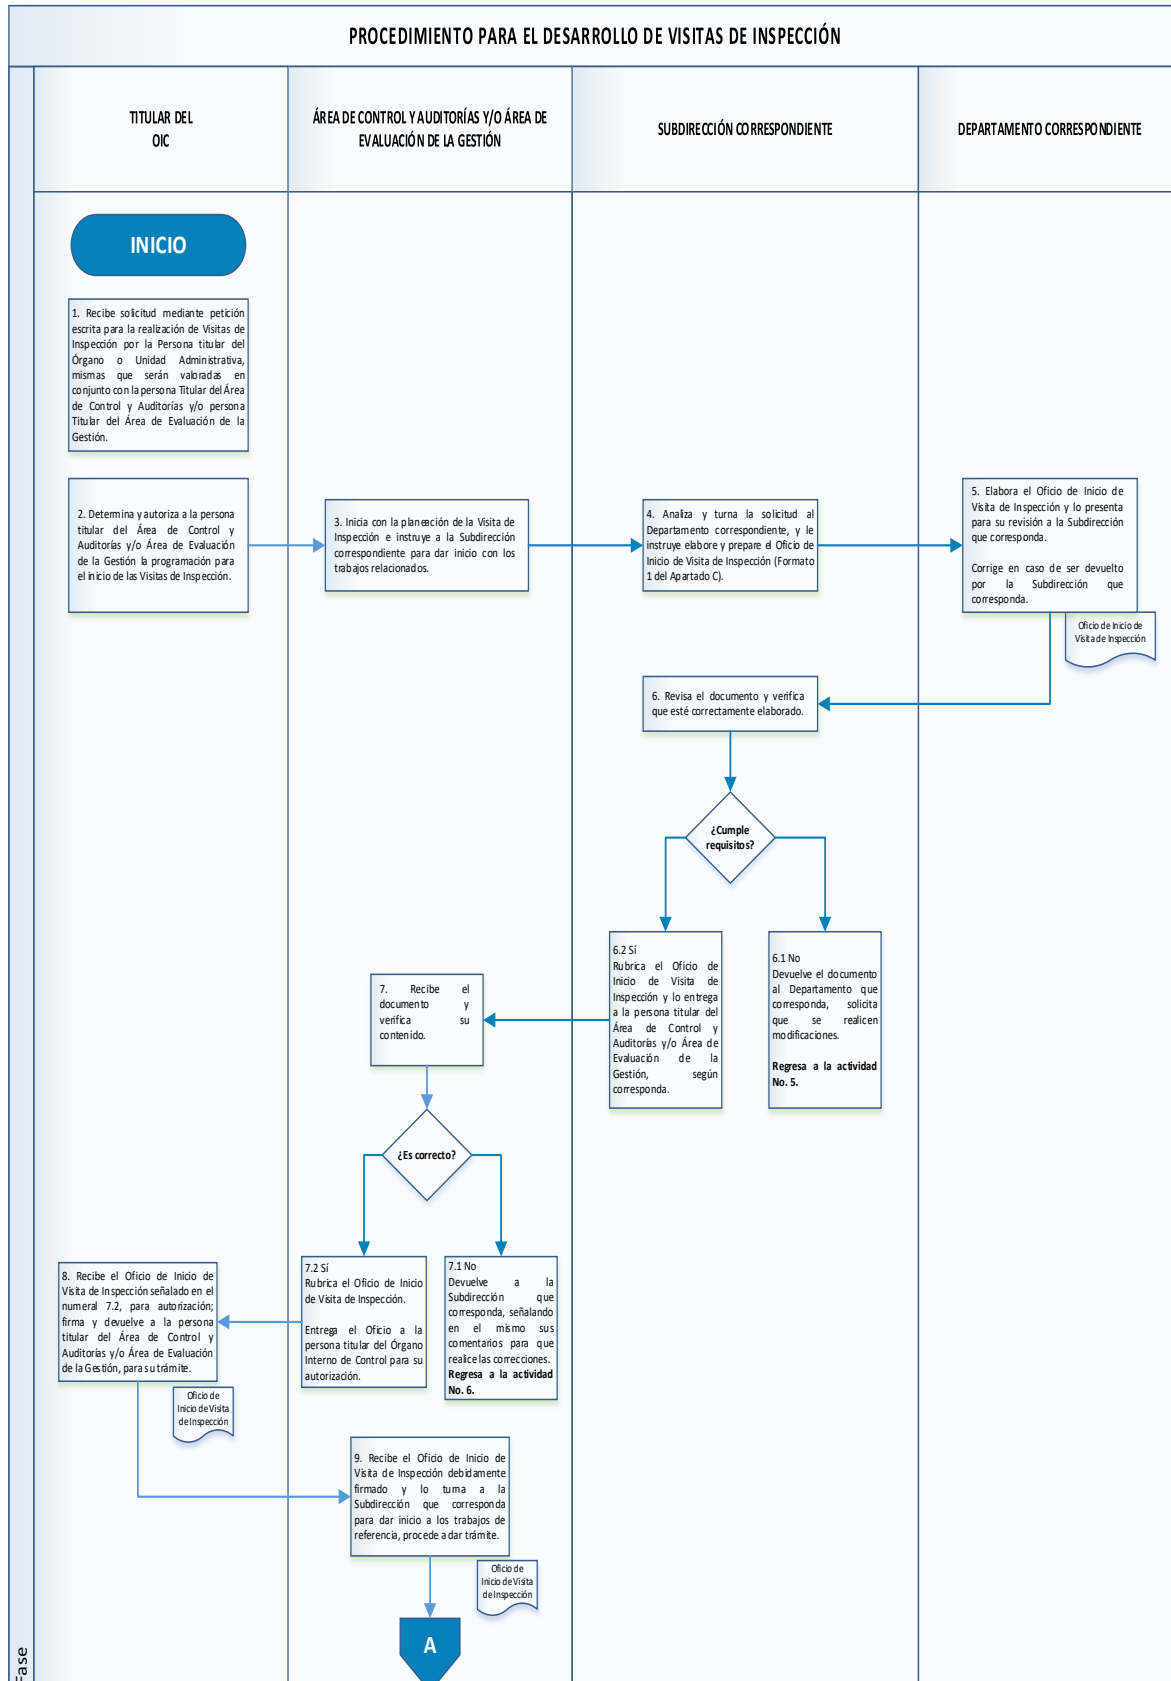 PROCEDIMIENTO PARA EL DESARROLLO DE VISITAS DE INSPECCIÓN
TITULAR DEL
OIC
ÁREA DE CONTROL Y AUDITORÍAS Y/O ÁREA DE
EVALUACIÓN DE LA GESTIÓN
SUBDIRECCIÓN CORRESPONDIENTE
DEPARTAMENTO CORRESPONDIENTE
INICIO
1. Recibe solicitud mediante petición
escrita para la realización de Visitas de
Inspección por la Persona titular del
Órgano o Unidad Administrativa,
mismas que serán valoradas en
conjunto con la persona Titular del Área
de Control y Auditorías y/o persona
Titular del Área de Evaluación de la
Gestión.
2. Determina y autoriza a la persona
titular del Área de Control y
Auditorías y/o Área de Evaluación
de la Gestión la programación para
el inicio de las Visitas de Inspección.
3. Inicia con la planeación de la Visita de
Inspección e instruye a la Subdirección
correspondiente para dar inicio con los
trabajos relacionados.
4. Analiza y turna la solicitud al
Departamento correspondiente, y le
instruye elabore y prepare el Oficio de
Inicio de Visita de Inspección (Formato
1 del Apartado C).
5. Elabora el Oficio de Inicio de
Visita de Inspección y lo presenta
para su revisión a la Subdirección
que corresponda.
Corrige en caso de ser devuelto
por la Subdirección que
corresponda.
Oficio de Inicio de
Visita de Inspección
6. Revisa el documento y verifica
que esté correctamente elaborado.
¿Cumple
requisitos?
6.2 Sí
Rubrica el Oficio de
Inicio de Visita de
Inspección y lo entrega
a la persona titular del
Área de Control y
Auditorías y/o Área de
Evaluación de la
Gestión, según
corresponda.
6.1 No
Devuelve el documento
al Departamento que
corresponda, solicita
que se realicen
modificaciones.
Regresa a la actividad
No. 5.
7. Recibe el
documento y
verifica su
contenido.
¿Es correcto?
7.2 Sí
Rubrica el Oficio de Inicio
de Visita de Inspección.
Entrega el Oficio a la
persona titular del Órgano
Interno de Control para su
autorización.
7.1 No
Devuelve a la
Subdirección que
corresponda, señalando
en el mismo sus
comentarios para que
realice las correcciones.
Regresa a la actividad
No. 6.
8. Recibe el Oficio de Inicio de
Visita de Inspección señalado en el
numeral 7.2, para autorización;
firma y devuelve a la persona
titular del Área de Control y
Auditorías y/o Área de Evaluación
de la Gestión, para su trámite.
Oficio de
Inicio de Visita
de Inspección
9. Recibe el Oficio de Inicio de
Visita de Inspección debidamente
firmado y lo turna a la
Subdirección que corresponda
para dar inicio a los trabajos de
referencia, procede a dar trámite.
Oficio de
Inicio de Visita
de Inspección
A
Fase